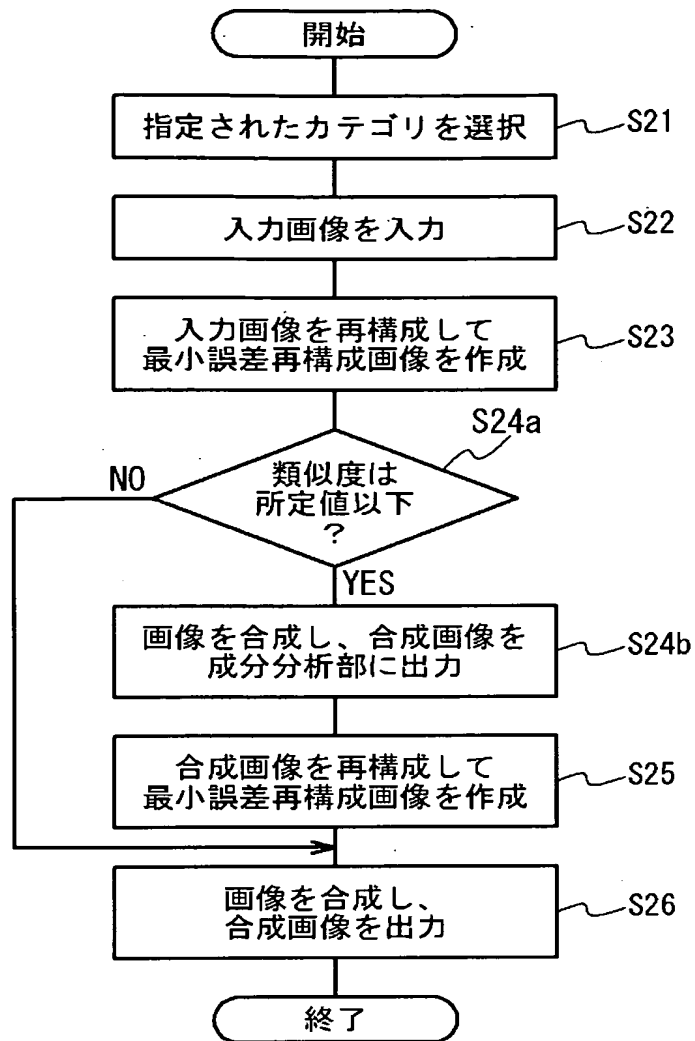 開始
指定されたカテゴリを選択
S21
入力画像を入力
S22
入力画像を再構成して
最小誤差再構成画像を作成
S23
S24a
類似度は
所定値以下
?
NO
YES
画像を合成し、合成画像を
成分分析部に出力
S24b
合成画像を再構成して
最小誤差再構成画像を作成
S25
画像を合成し、
合成画像を出力
S26
終了